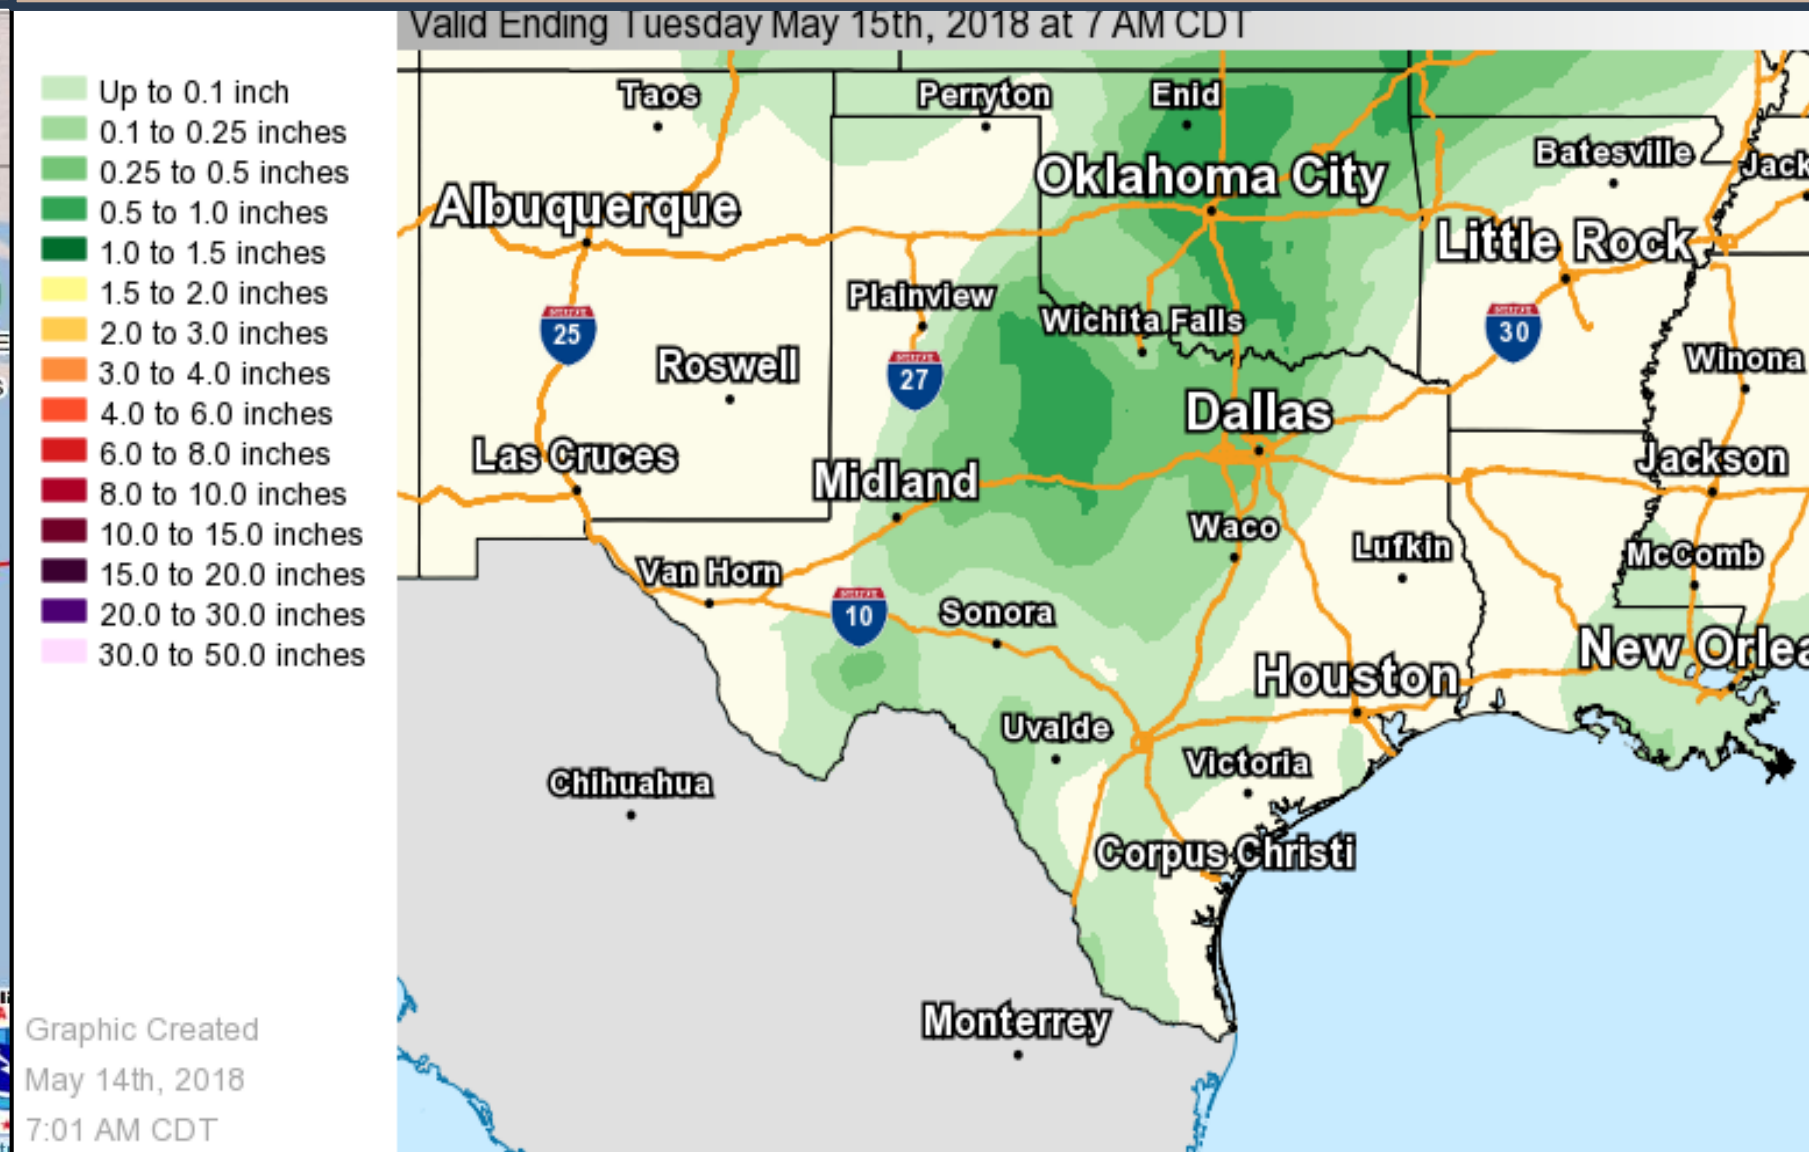 Valid Ending Tuesday May 15th, 2018 at 7 AM CDT
Up to 0.1 inch
0.1 to 0.25 inches
0.25 to 0.5 inches
0.5 to 1.0 inches
1.0 to 1.5 inches
1.5 to 2.0 inches
2.0 to 3.0 inches
3.0 to 4.0 inches
4.0 to 6.0 inches
6.0 to 8.0 inches
8.0 to 10.0 inches
10.0 to 15.0 inches
15.0 to 20.0 inches
20.0 to 30.0 inches
30.0 to 50.0 inches
Graphic Created
May 14th, 2018
7:01 AM CDT
Taos
Perryton
Enid
Batesville
Jack
Oklahoma City
Albuquerque
Little Rock
Plainview
Wichita Falls
25
30
Winona
Roswell
27
Dallas
Las Cruces
Midland
Jackson
Waco
Lufkin
McComb
Van Horn
10
Sonora
New Orlea
Houston
Uvalde
Victoria
Chihuahua
Corpus Christi
Monterrey